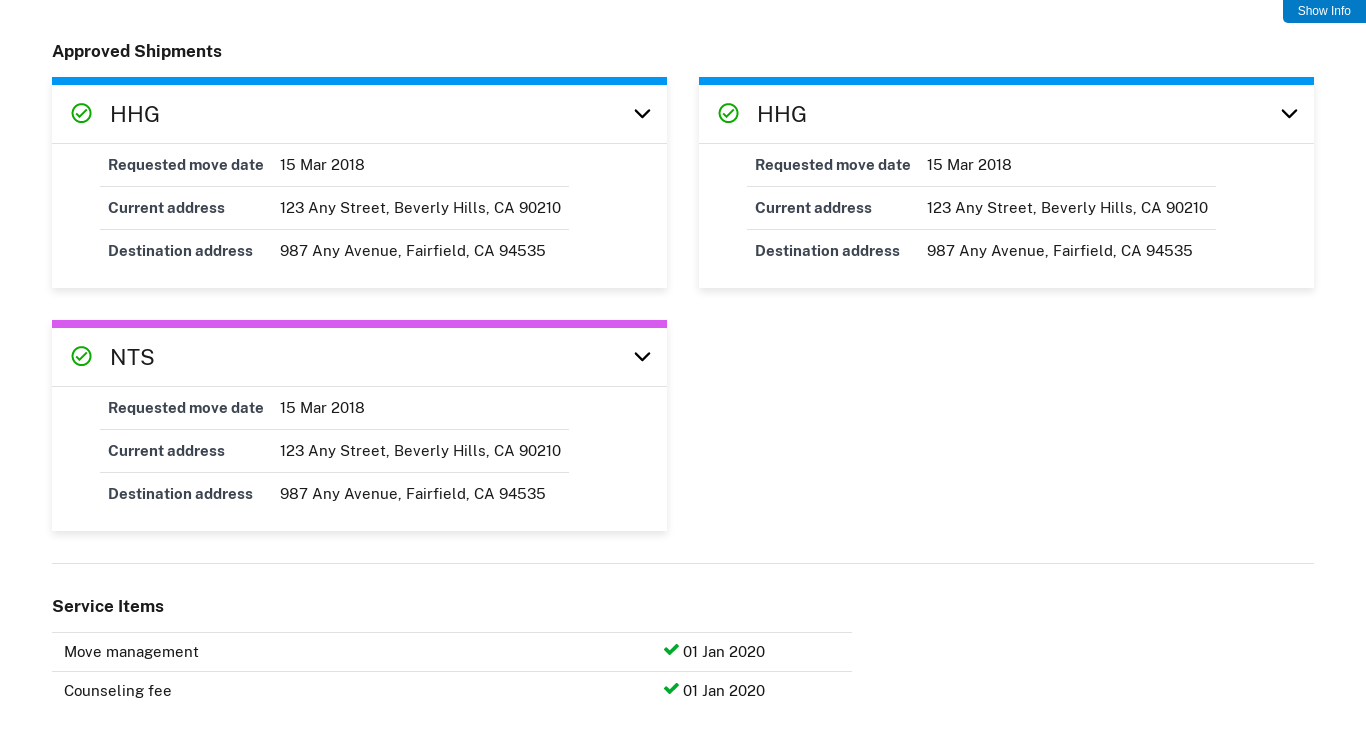 Show Info
Approved Shipments
HHG
Requested move date 15 Mar 2018
Current address 123 Any Street, Beverly Hills, CA 90210
Destination address 987 Any Avenue, Fairfield, CA 94535
HHG
Requested move date 15 Mar 2018
Current address 123 Any Street, Beverly Hills, CA 90210
Destination address 987 Any Avenue, Fairfield, CA 94535
NTS
Requested move date 15 Mar 2018
Current address 123 Any Street, Beverly Hills, CA 90210
Destination address 987 Any Avenue, Fairfield, CA 94535
Service Items
Move management 01 Jan 2020
Counseling fee 01 Jan 2020